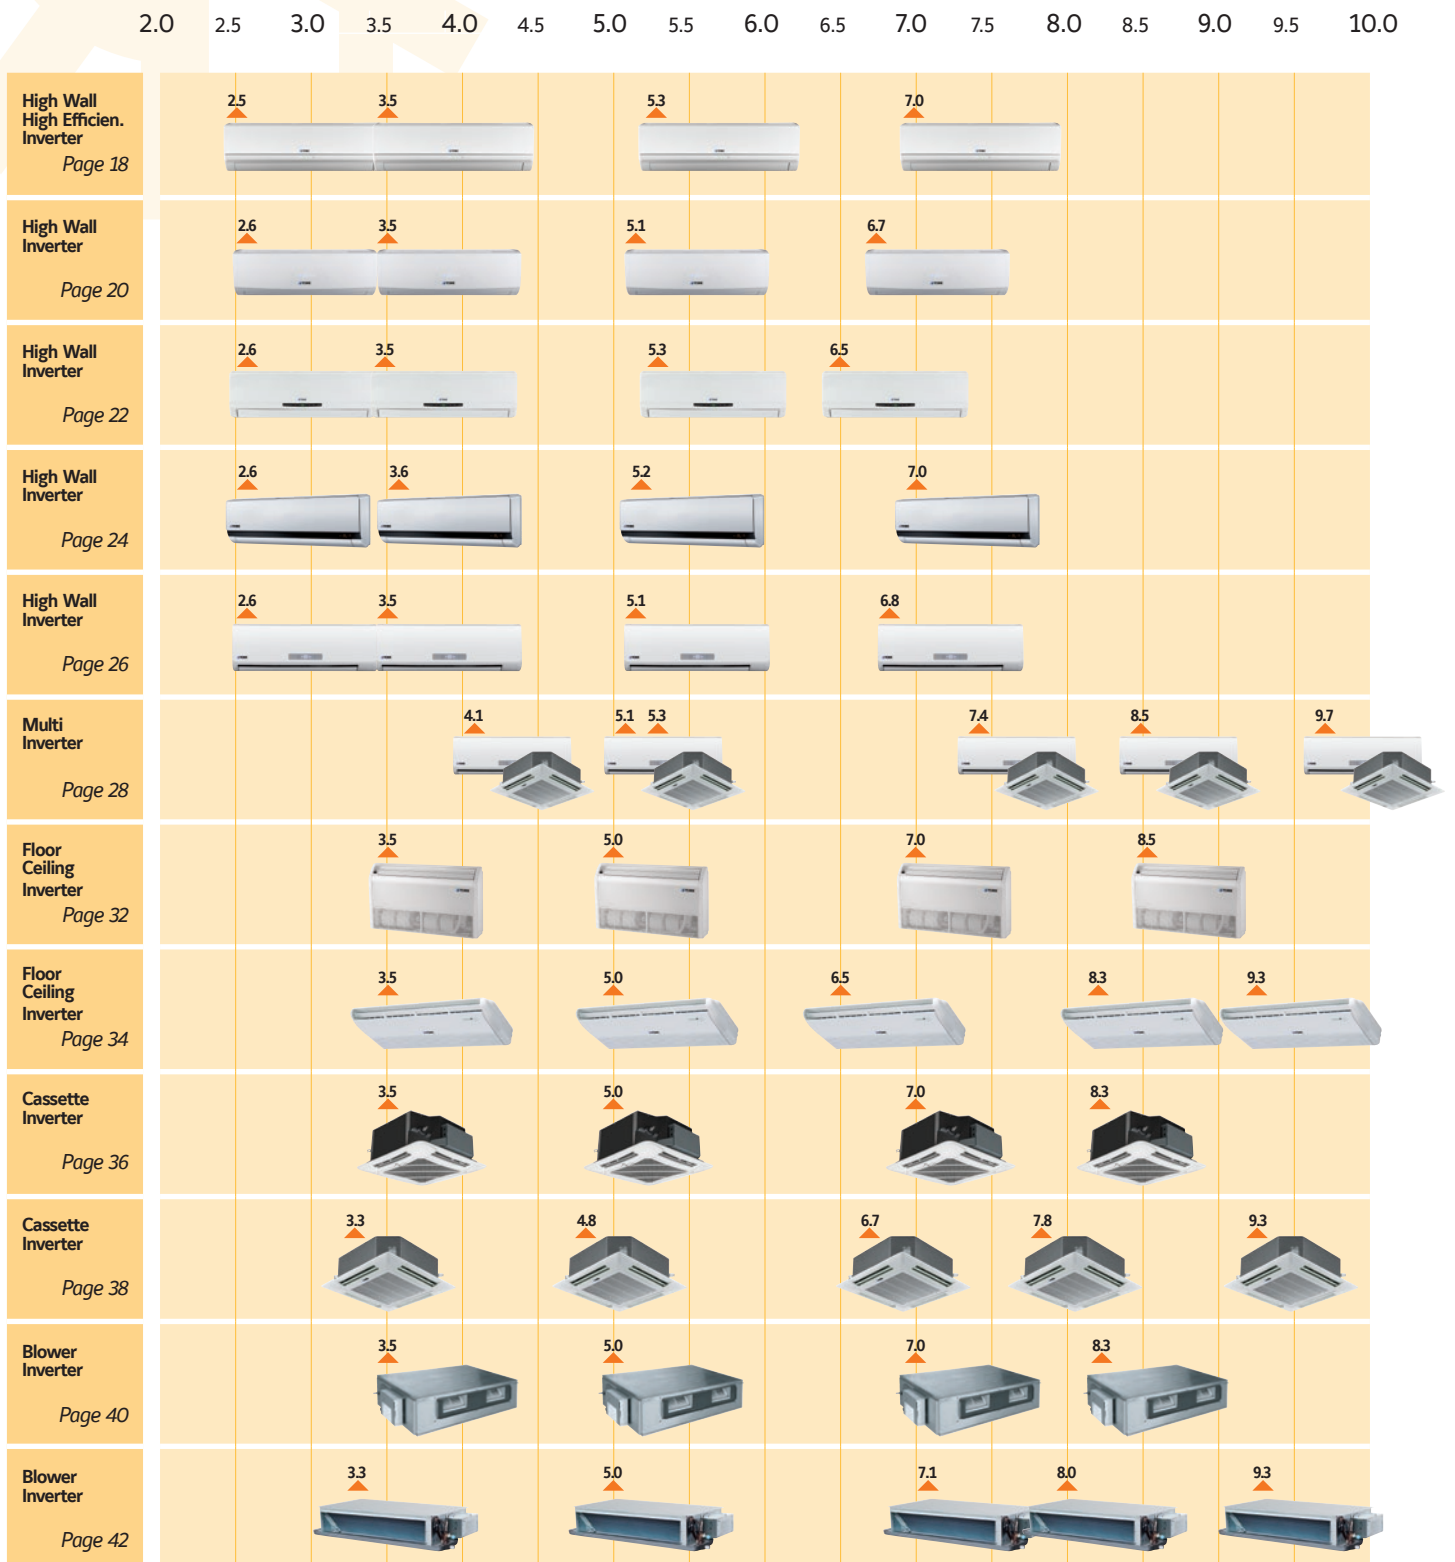 2.0 2.5 3.0 3.5 4.0 4.5 5.0 5.5 6.0 6.5 7.0 7.5 8.0 8.5 9.0 9.5 10.0
High Wall
High Efficien.
Inverter
Page 18
2.5 3.5 5.3 7.0
High Wall
Inverter
Page 20
2.6 3.5 5.1 6.7
High Wall
Inverter
Page 22
2.6 3.5 5.3 6.5
High Wall
Inverter
Page 24
2.6 3.6 5.2 7.0
High Wall
Inverter
Page 26
2.6 3.5 5.1 6.8
Multi
Inverter
Page 28
4.1 5.1 5.3 7.4 8.5 9.7
Floor
Ceiling
Inverter
Page 32
3.5 5.0 7.0 8.5
Floor
Ceiling
Inverter
Page 34
3.5 5.0 6.5 8.3 9.3
Cassette
Inverter
Page 36
3.5 5.0 7.0 8.3
Cassette
Inverter
Page 38
3.3 4.8 6.7 7.8 9.3
Blower
Inverter
Page 40
3.5 5.0 7.0 8.3
Blower
Inverter
Page 42
3.3 5.0 7.1 8.0 9.3